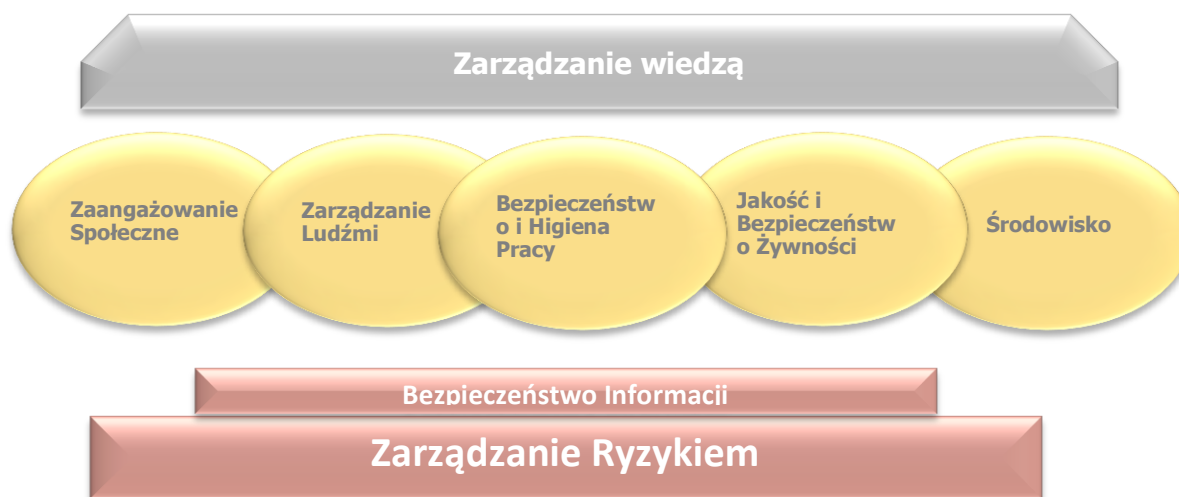 Zarządzanie wiedzą
Zaangażowanie
Społeczne
Zarządzanie
Ludźmi
Bezpieczeństw
o i Higiena
Pracy
Jakość i
Bezpieczeństw
o Żywności
Środowisko
Bezpieczeństwo Informacji
Zarządzanie Ryzykiem